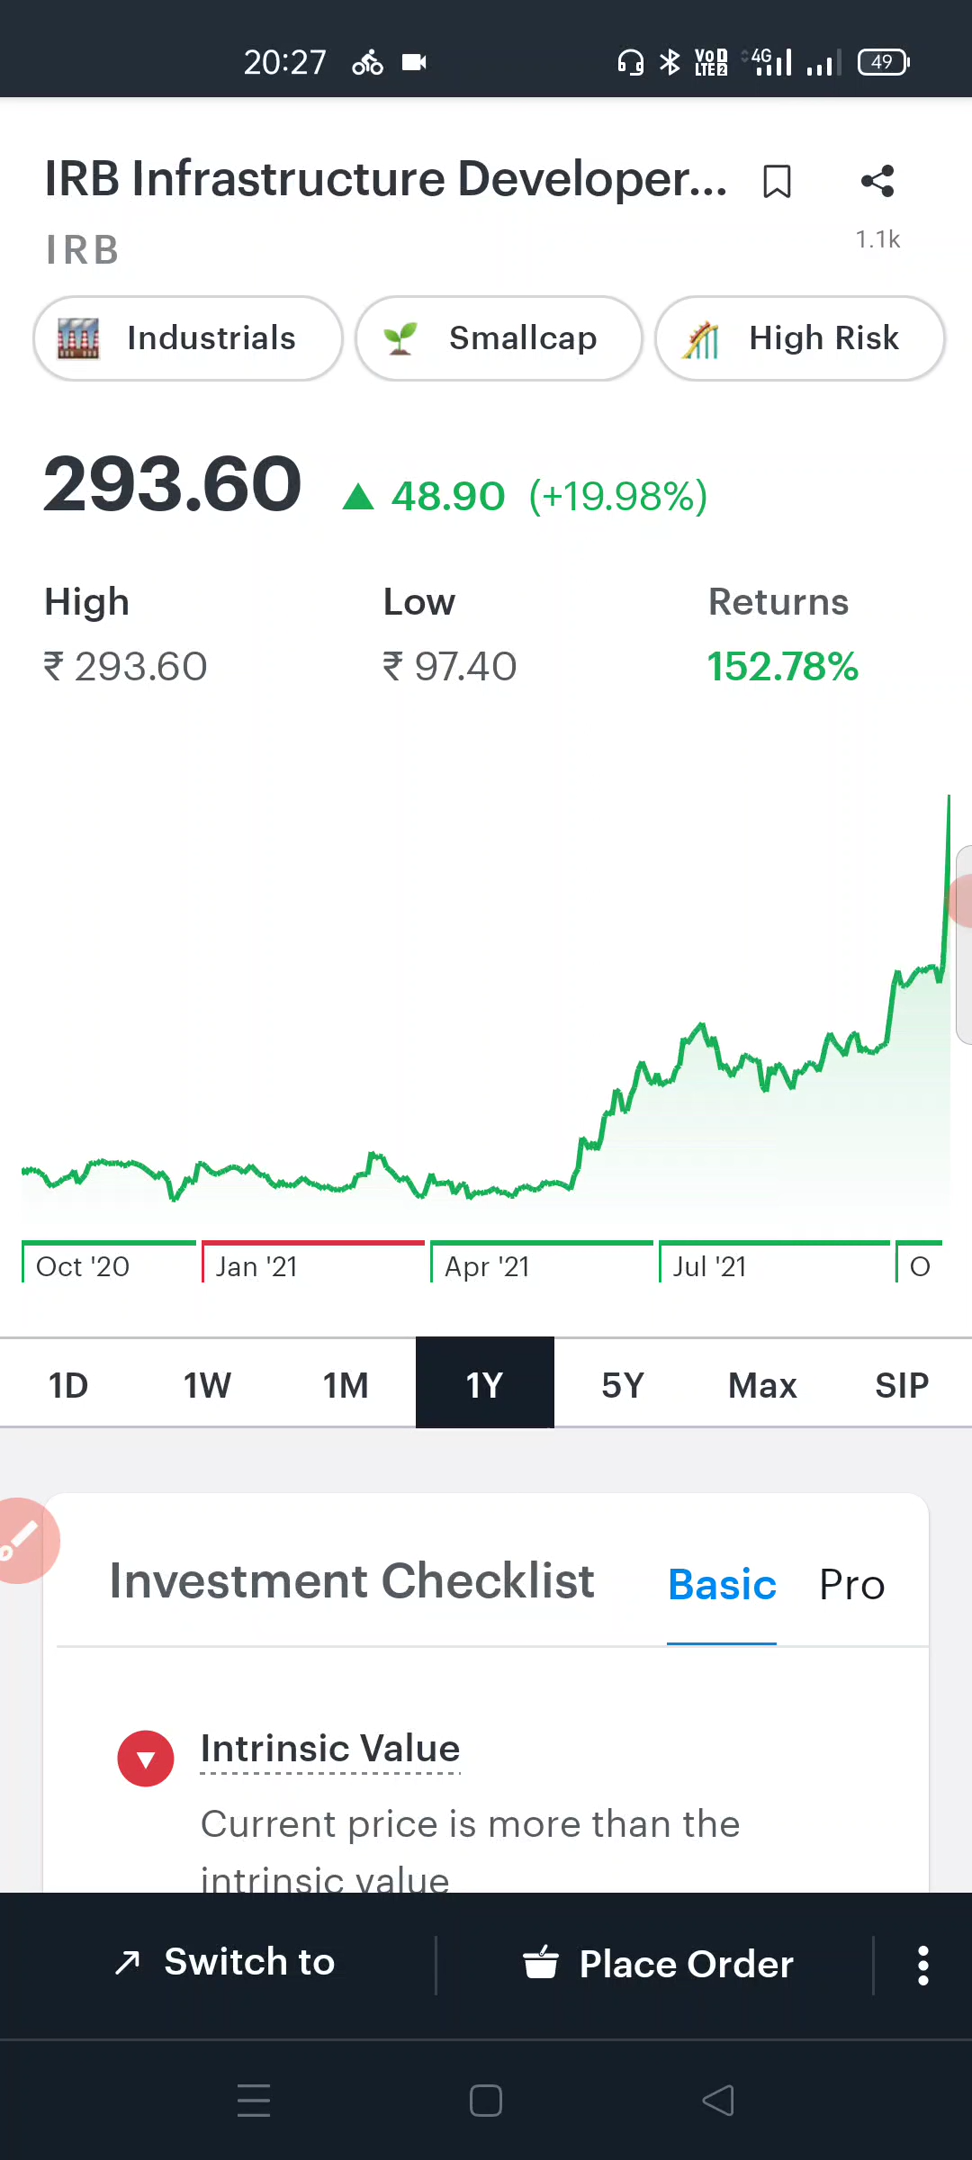 20:27 VoD LTE2 4G 49
IRB Infrastructure Developer...
IRB
1.1k
Industrials Smallcap High Risk
293.60 ▲ 48.90 (+19.98%)
High Low Returns
₹ 293.60 ₹ 97.40 152.78%
Oct '20 Jan '21 Apr '21 Jul '21 O
1D 1W 1M 1Y 5Y Max SIP
Investment Checklist Basic Pro
Intrinsic Value
Current price is more than the
intrinsic value
Switch to Place Order